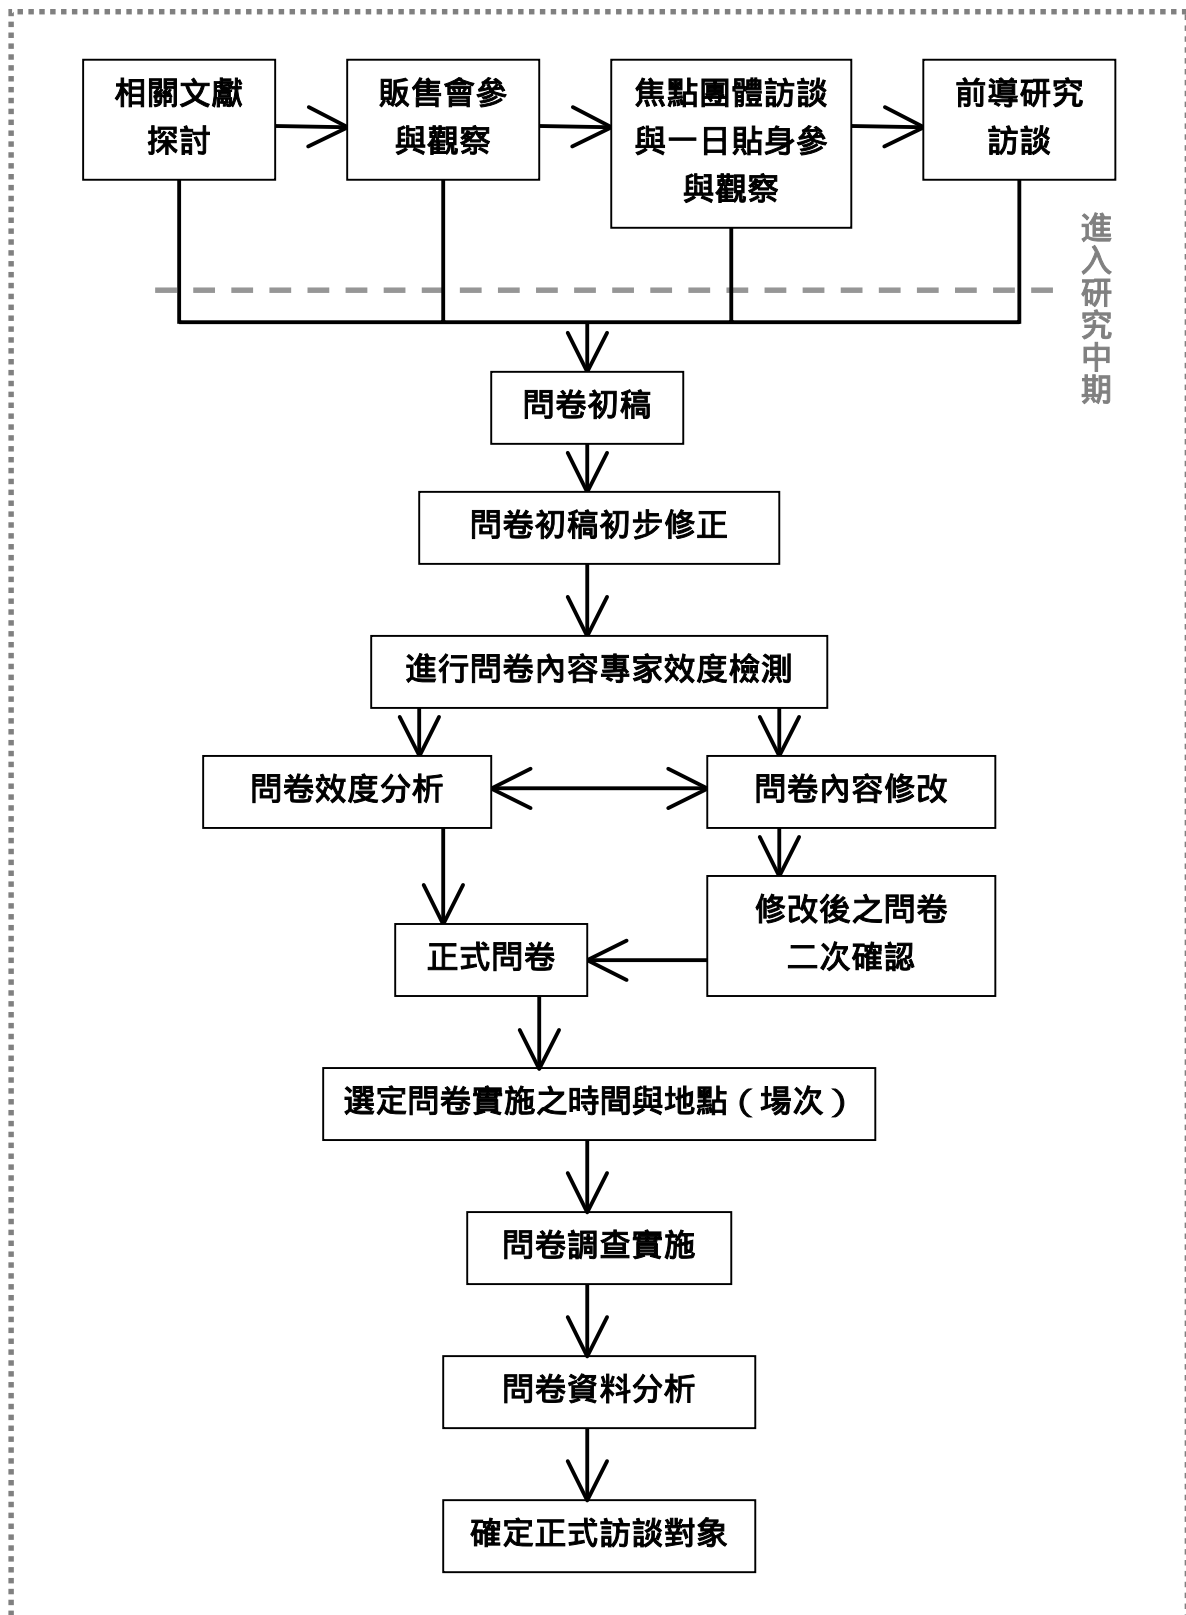 相關文獻
探討
販售會參
與觀察
焦點團體訪談
與一日貼身參
與觀察
前導研究
訪談
進入研究中期
問卷初稿
問卷初稿初步修正
進行問卷內容專家效度檢測
問卷效度分析
問卷內容修改
修改後之問卷
二次確認
正式問卷
選定問卷實施之時間與地點（場次）
問卷調查實施
問卷資料分析
確定正式訪談對象